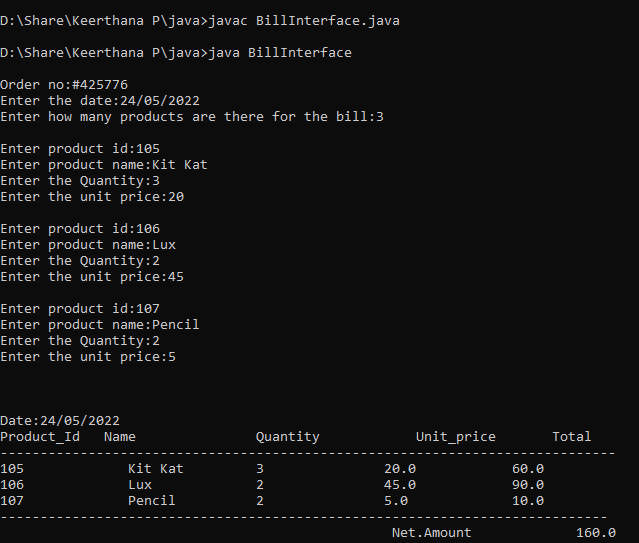 D:\Share\Keerthana P\java>javac BillInterface.java
D:\Share\Keerthana P\java>java BillInterface
Order no:#425776
Enter the date:24/05/2022
Enter how many products are there for the bill:3
Enter product id:105
Enter product name:Kit Kat
Enter the Quantity:3
Enter the unit price:20
Enter product id:106
Enter product name:Lux
Enter the Quantity:2
Enter the unit price:45
Enter product id:107
Enter product name:Pencil
Enter the Quantity:2
Enter the unit price:5
Date:24/05/2022
Product_Id   Name               Quantity            Unit_price       Total
-----------------------------------------------------------------------------
105             Kit Kat         3               20.0            60.0
106             Lux             2               45.0            90.0
107             Pencil          2               5.0             10.0
----------------------------------------------------------------------------
                                                 Net.Amount             160.0